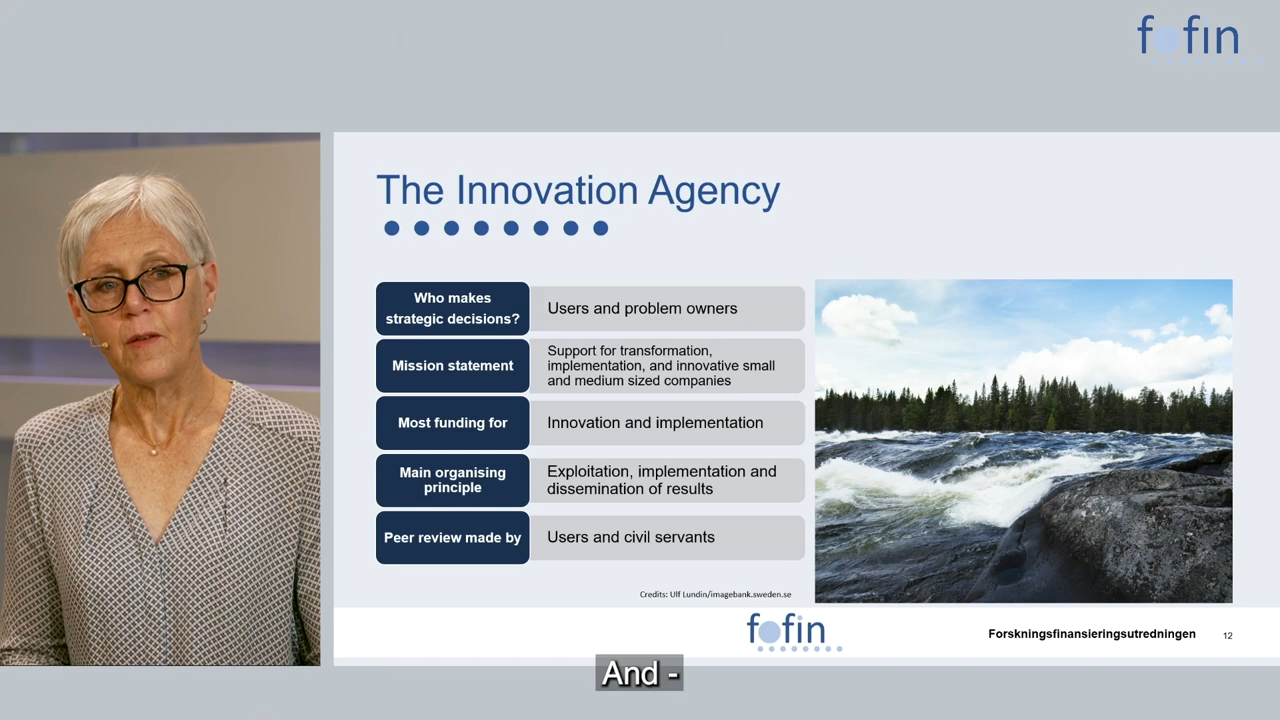 fofin
The Innovation Agency
Who makes
strategic decisions?
Users and problem owners
Mission statement
Support for transformation,
implementation, and innovative small
and medium sized companies
Most funding for
Innovation and implementation
Main organising
principle
Exploitation, implementation and
dissemination of results
Peer review made by
Users and civil servants
Credits: Ulf Lundin/imagebank.sweden.se
fofin
Forskningsfinansieringsutredningen
12
And -